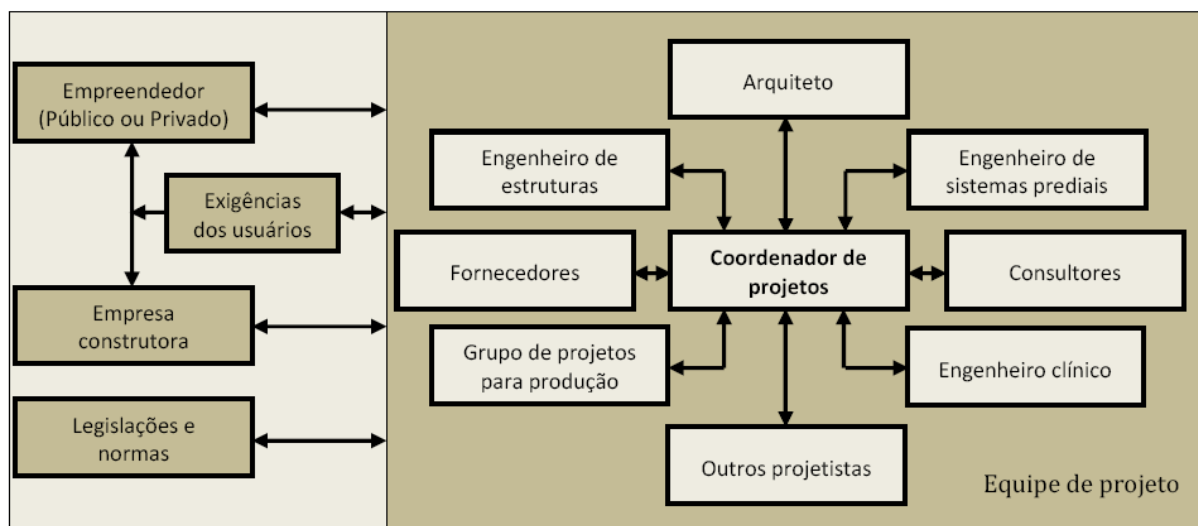 Empreendedor
(Público ou Privado)
Exigências
dos usuários
Empresa
construtora
Legislações e
normas
Arquiteto
Engenheiro de
estruturas
Engenheiro de
sistemas prediais
Fornecedores
Coordenador de
projetos
Consultores
Grupo de projetos
para produção
Engenheiro clínico
Outros projetistas
Equipe de projeto